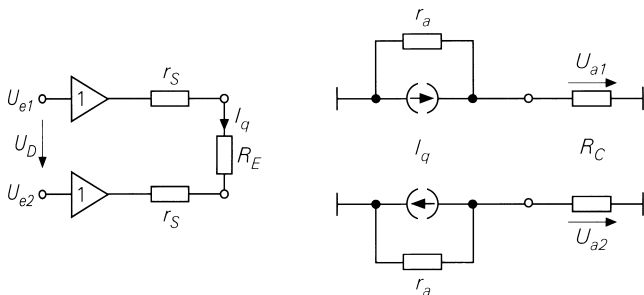 U_e1
1
r_S
U_D
I_q
R_E
U_e2
1
r_S
r_a
U_a1
I_q
R_C
U_a2
r_a